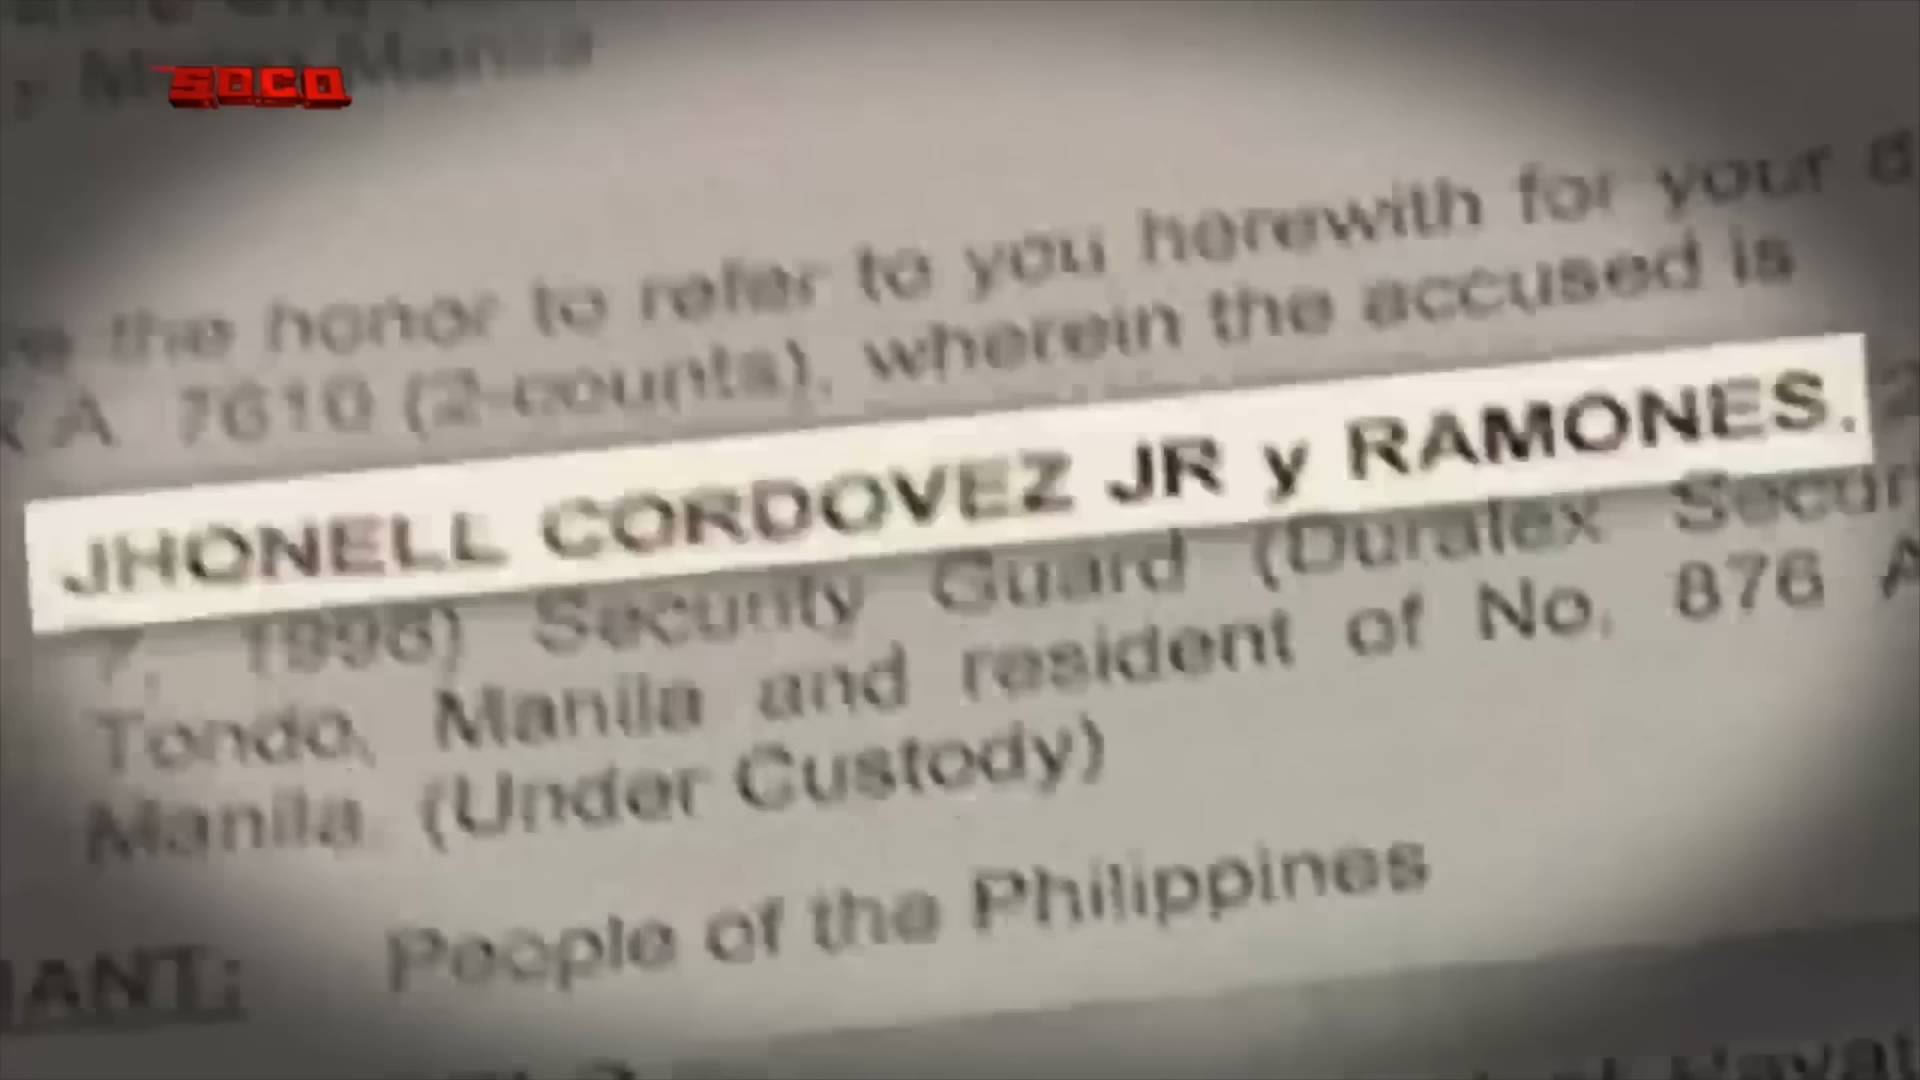 Manila
SOCO
the honor to refer to you herewith for your
R.A. 7610 (2-counts), wherein the accused is
JHONELL CORDOVEZ JR y RAMONES.
7, 1996) Security Guard (Duralex
Tondo, Manila and resident of No. 876
Manila. (Under Custody)
People of the Philippines